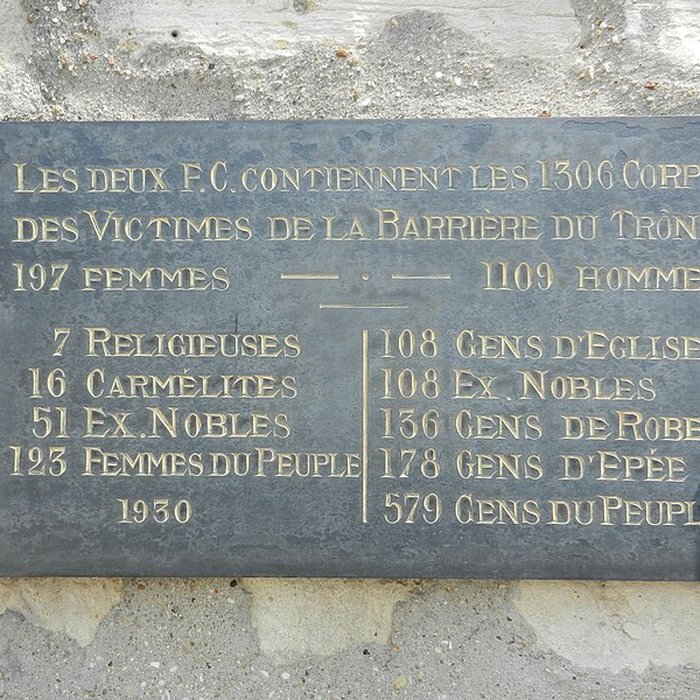 LES DEUX F.C. CONTIENNENT LES 1306 CORP
DES VICTIMES DE LA BARRIÈRE DU TRÔN
197 FEMMES — · — 1109 HOMME
7 RELIGIEUSES
16 CARMÉLITES
51 EX. NOBLES
123 FEMMES DU PEUPLE
1930
108 GENS D'EGLISE
108 EX. NOBLES
136 GENS DE ROBE
178 GENS D'EPÉE
579 GENS DU PEUPL